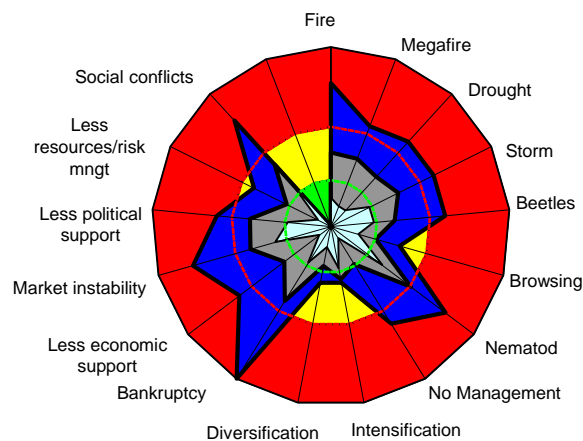 Fire
Megafire
Drought
Storm
Beetles
Browsing
Nematod
No Management
Intensification
Diversification
Bankruptcy
Less economic
support
Market instability
Less political
support
Less
resources/risk
mngt
Social conflicts